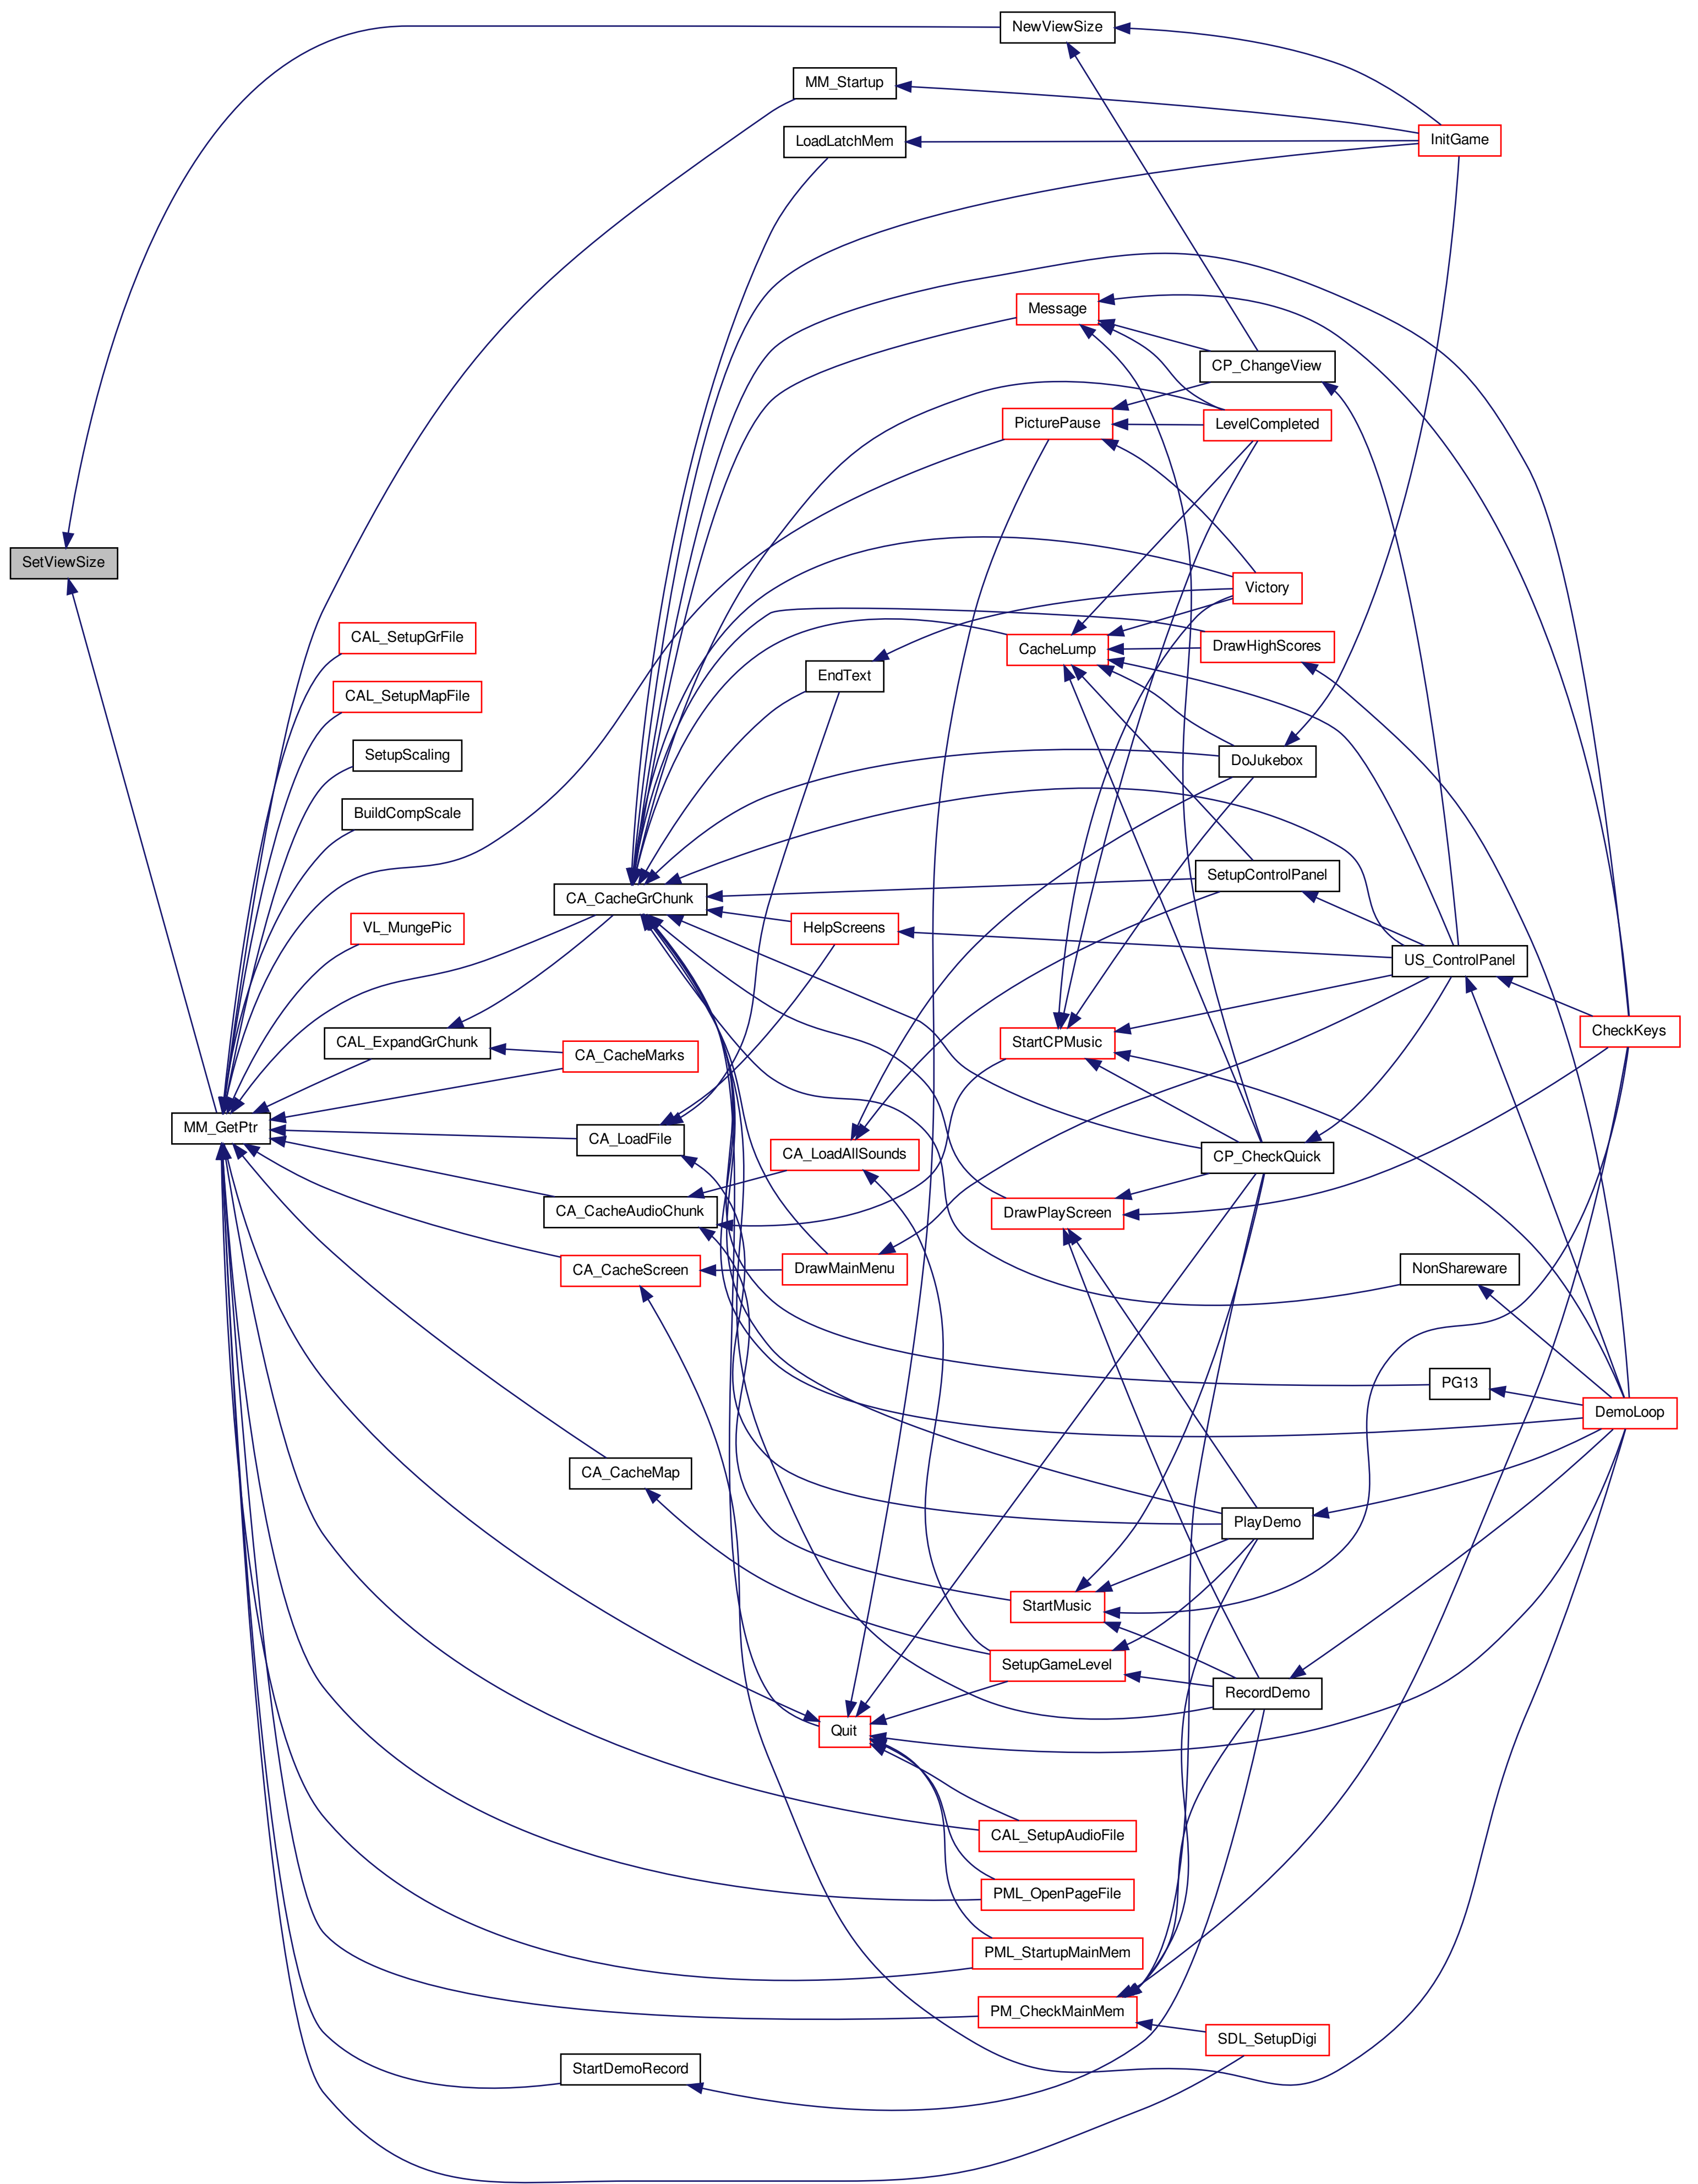 NewViewSize
MM_Startup
LoadLatchMem
InitGame
Message
CP_ChangeView
PicturePause
LevelCompleted
SetViewSize
Victory
CAL_SetupGrFile
CacheLump
DrawHighScores
EndText
CAL_SetupMapFile
SetupScaling
DoJukebox
BuildCompScale
SetupControlPanel
CA_CacheGrChunk
VL_MungePic
HelpScreens
US_ControlPanel
CAL_ExpandGrChunk
StartCPMusic
CheckKeys
CA_CacheMarks
MM_GetPtr
CA_LoadFile
CA_LoadAllSounds
CP_CheckQuick
CA_CacheAudioChunk
DrawPlayScreen
CA_CacheScreen
DrawMainMenu
NonShareware
PG13
DemoLoop
CA_CacheMap
PlayDemo
StartMusic
SetupGameLevel
RecordDemo
Quit
CAL_SetupAudioFile
PML_OpenPageFile
PML_StartupMainMem
PM_CheckMainMem
SDL_SetupDigi
StartDemoRecord